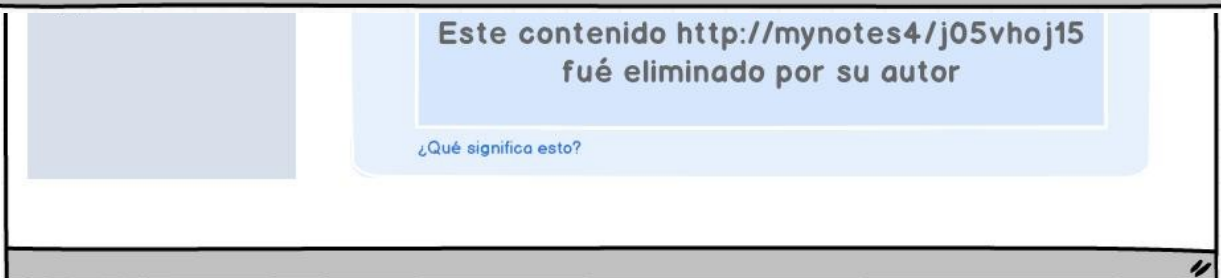 Este contenido http://mynotes4/j05vhoj15
fué eliminado por su autor
¿Qué significa esto?